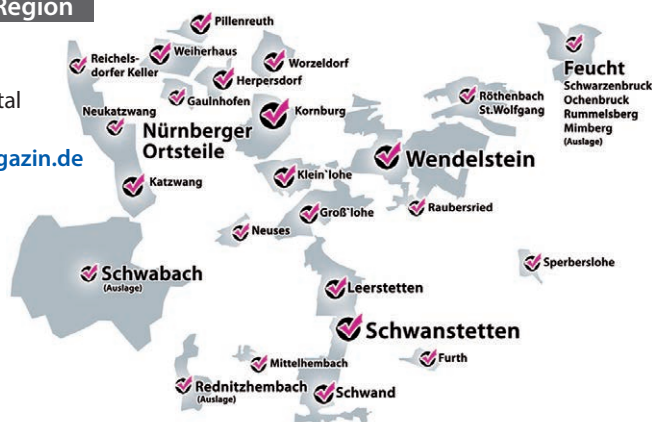 Region
Pillenreuth
Weiherhaus
Reichels-
dorfer Keller
Worzeldorf
Herpersdorf
Feucht
Schwarzenbruck
Ochenbruck
Rummelsberg
Mimberg
(Auslage)
tal
Gaulnhofen
Röthenbach
St.Wolfgang
Neukatzwang
Kornburg
Nürnberger
Ortsteile
gazin.de
Wendelstein
Katzwang
Klein`lohe
Groß`lohe
Raubersried
Neuses
Sperberslohe
Schwabach
(Auslage)
Leerstetten
Schwanstetten
Mittelhembach
Furth
Rednitzhembach
(Auslage)
Schwand